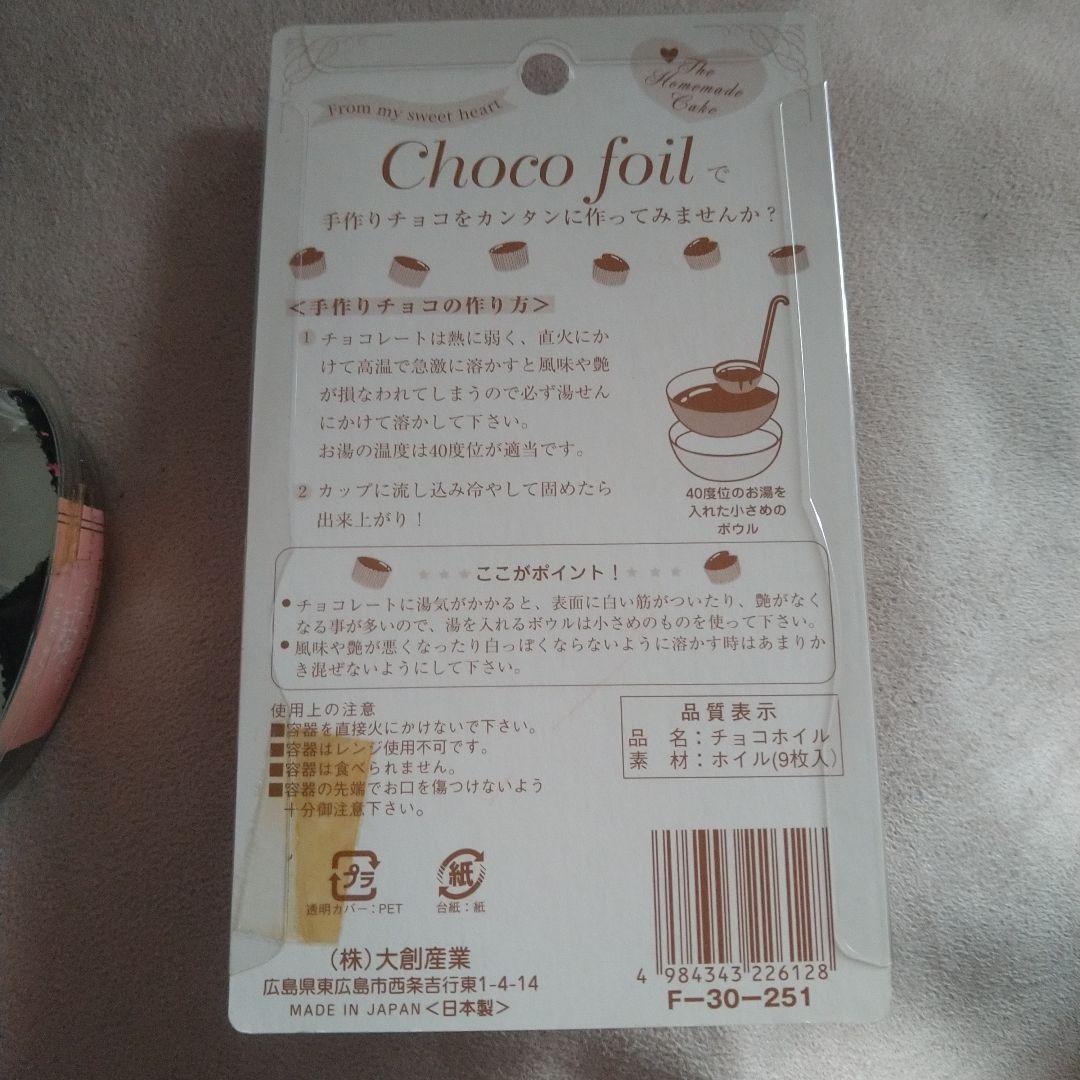 The
Homemade
Cake
From my sweet heart
Choco foilで
手作りチョコをカンタンに作ってみませんか？
＜手作りチョコの作り方＞
1 チョコレートは熱に弱く、直火にか
けて高温で急激に溶かすと風味や艶
が損なわれてしまうので必ず湯せん
にかけて溶かして下さい。
お湯の温度は40度位が適当です。
2 カップに流し込み冷やして固めたら
出来上がり！
40度位のお湯を
入れた小さめの
ボウル
★★★ここがポイント！★★★
●チョコレートに湯気がかかると、表面に白い筋がついたり、艶がなく
なる事が多いので、湯を入れるボウルは小さめのものを使って下さい。
●風味や艶が悪くなったり白っぽくならないように溶かす時はあまりか
き混ぜないようにして下さい。
使用上の注意
■容器を直接火にかけないで下さい。
■容器はレンジ使用不可です。
■容器は食べられません。
■容器の先端でお口を傷つけないよう
十分御注意下さい。
品質表示
品　名：チョコホイル
素　材：ホイル(9枚入)
プラ
透明カバー：PET
紙
台紙：紙
（株）大創産業
広島県東広島市西条吉行東1-4-14
MADE IN JAPAN＜日本製＞
4 984343 226128
F－30－251